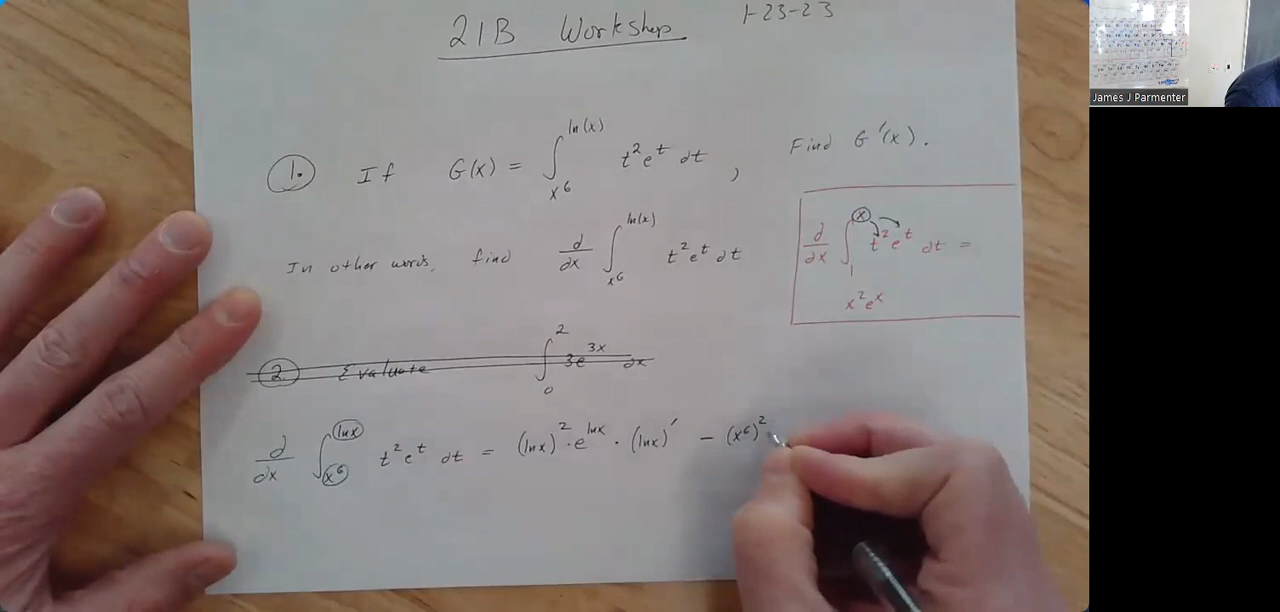 21B Workshop 1-23-23
1. If G(x) = ∫_{x^6}^{ln(x)} t^2 e^t dt , Find G'(x).
In other words, find d/dx ∫_{x^6}^{ln(x)} t^2 e^t dt
d/dx ∫_1^x t^2 e^t dt =
x^2 e^x
2. Evaluate ∫_0^2 3e^{3x} dx
d/dx ∫_{x^6}^{lnx} t^2 e^t dt = (lnx)^2 · e^{lnx} · (lnx)' - (x^6)^2
James J Parmenter